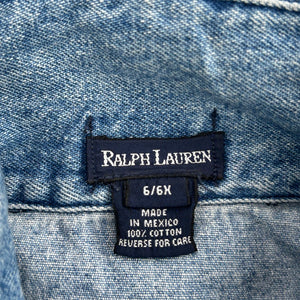 RALPH LAUREN
6/6X
MADE
IN MEXICO
100% COTTON
REVERSE FOR CARE